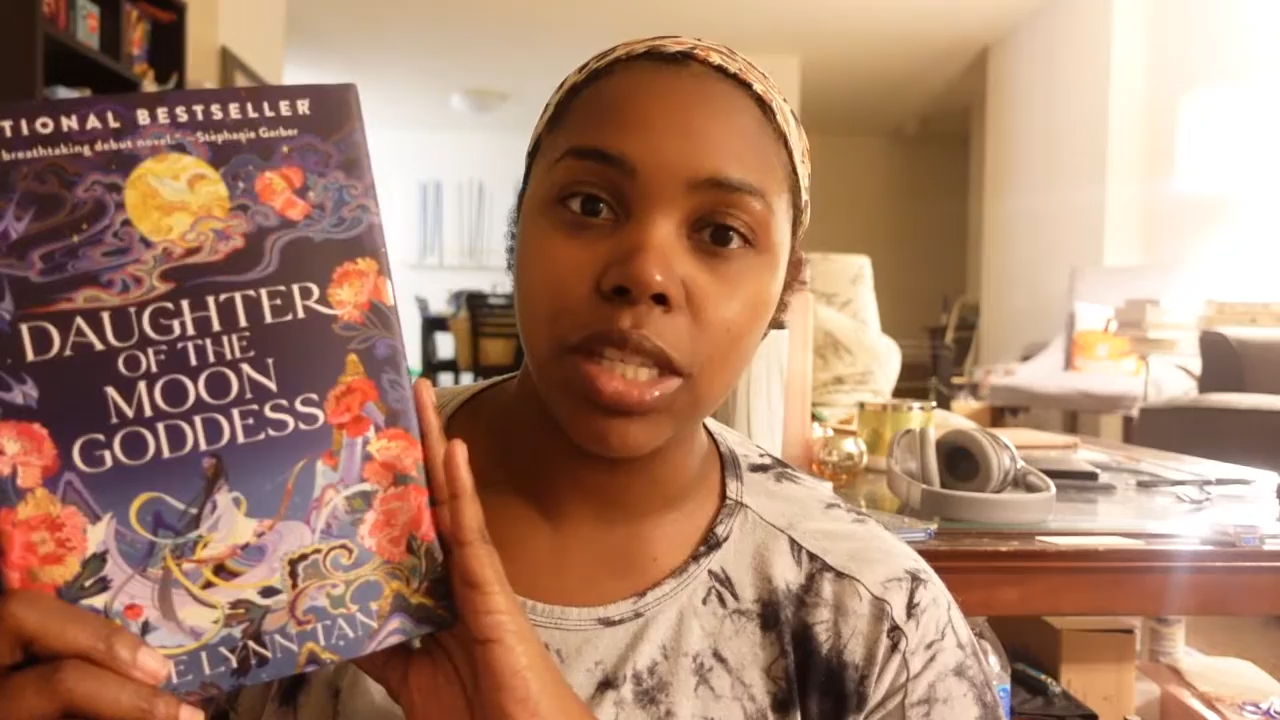 TIONAL BESTSELLER
breathtaking debut novel." —Stephanie Garber
DAUGHTER
OF THE
MOON
GODDESS
E LYNN TAN